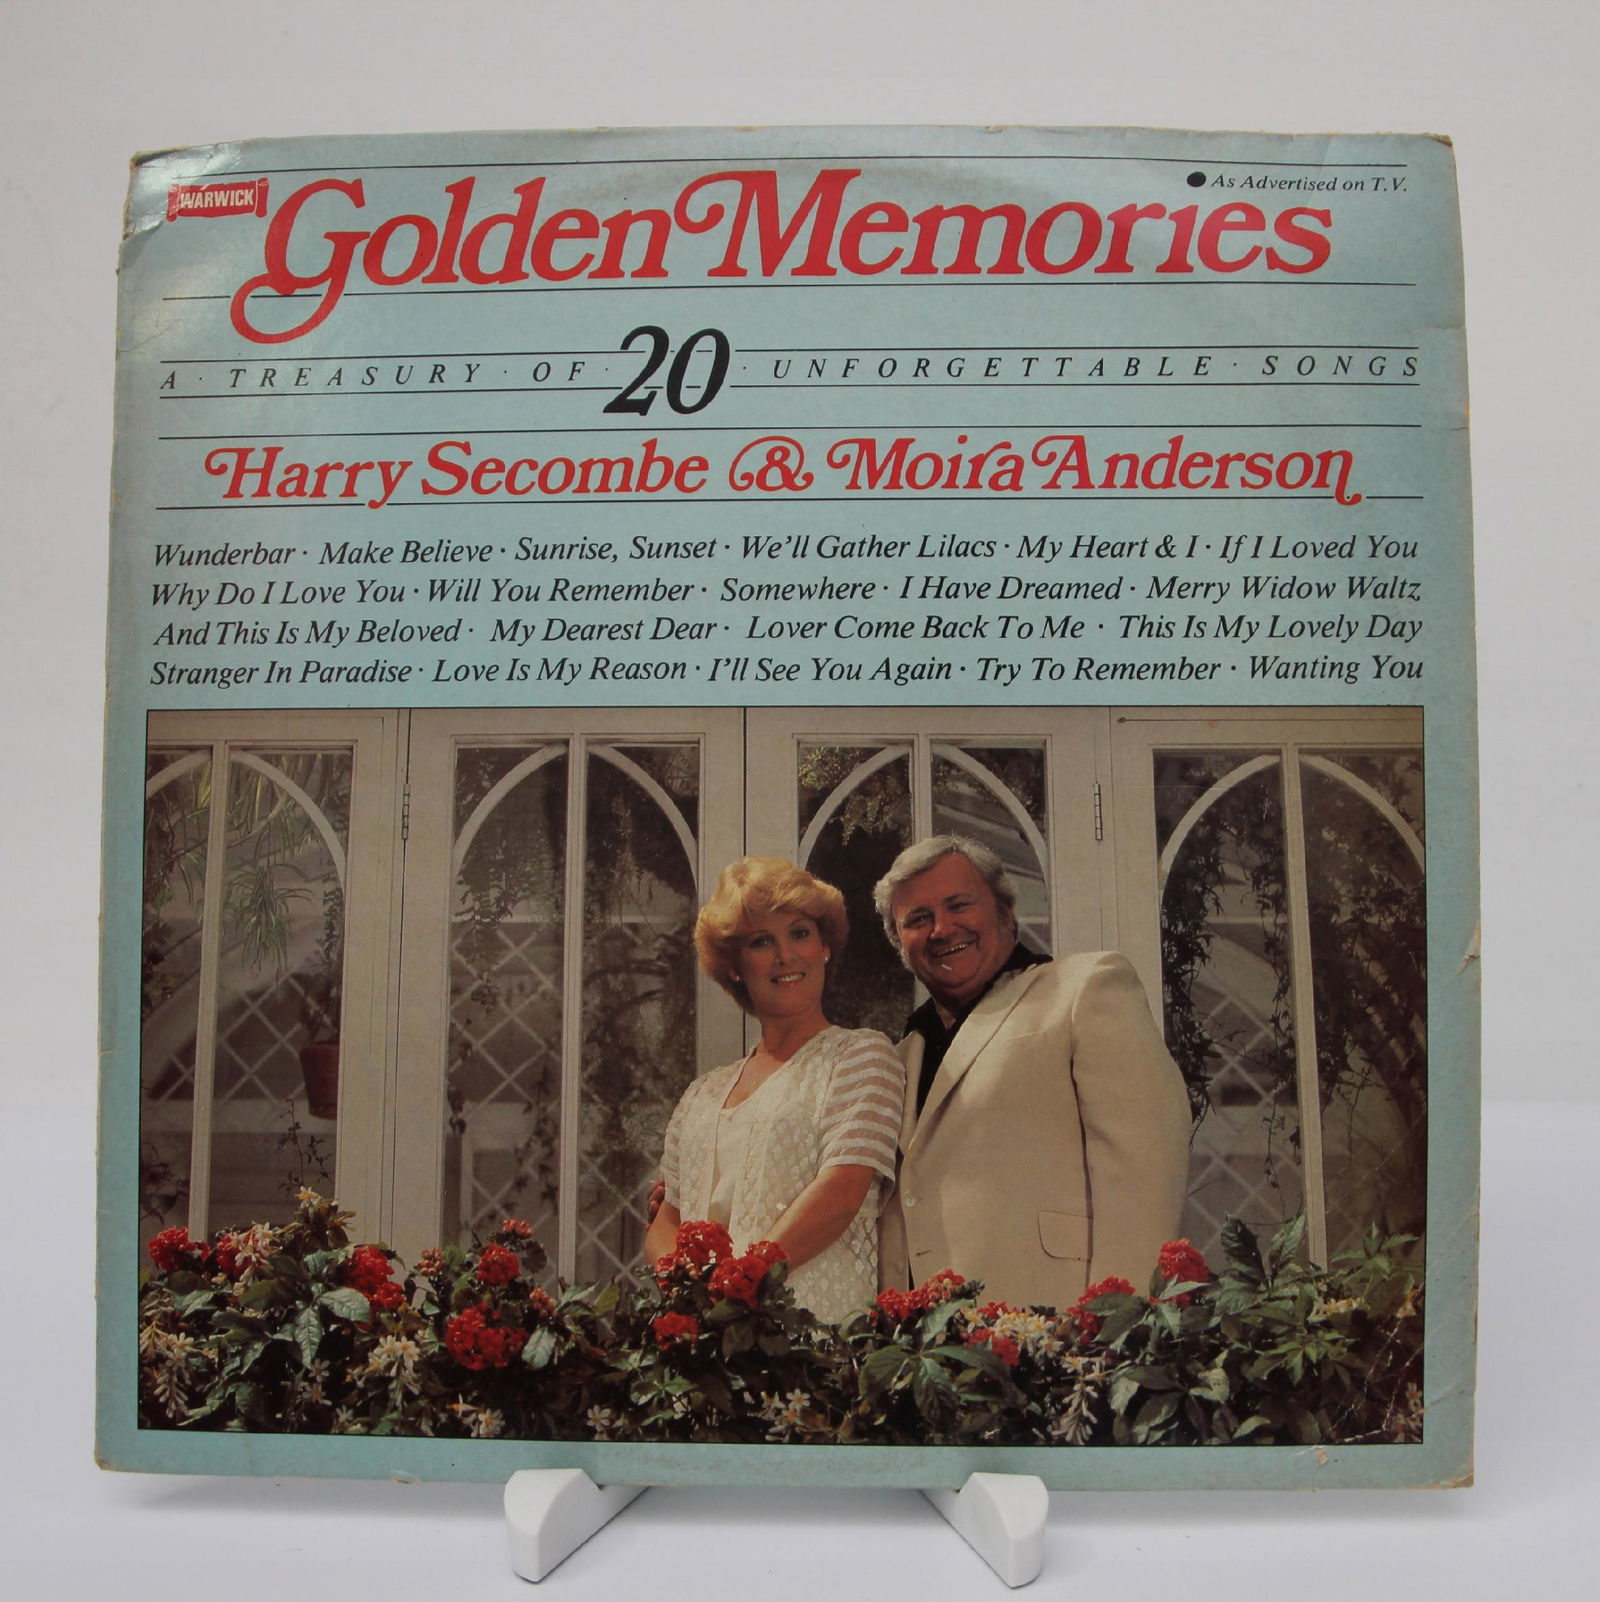 WARWICK
● As Advertised on T.V.
Golden Memories
A · TREASURY · OF · 20 · UNFORGETTABLE · SONGS
Harry Secombe & Moira Anderson
Wunderbar · Make Believe · Sunrise, Sunset · We'll Gather Lilacs · My Heart & I · If I Loved You
Why Do I Love You · Will You Remember · Somewhere · I Have Dreamed · Merry Widow Waltz
And This Is My Beloved · My Dearest Dear · Lover Come Back To Me · This Is My Lovely Day
Stranger In Paradise · Love Is My Reason · I'll See You Again · Try To Remember · Wanting You